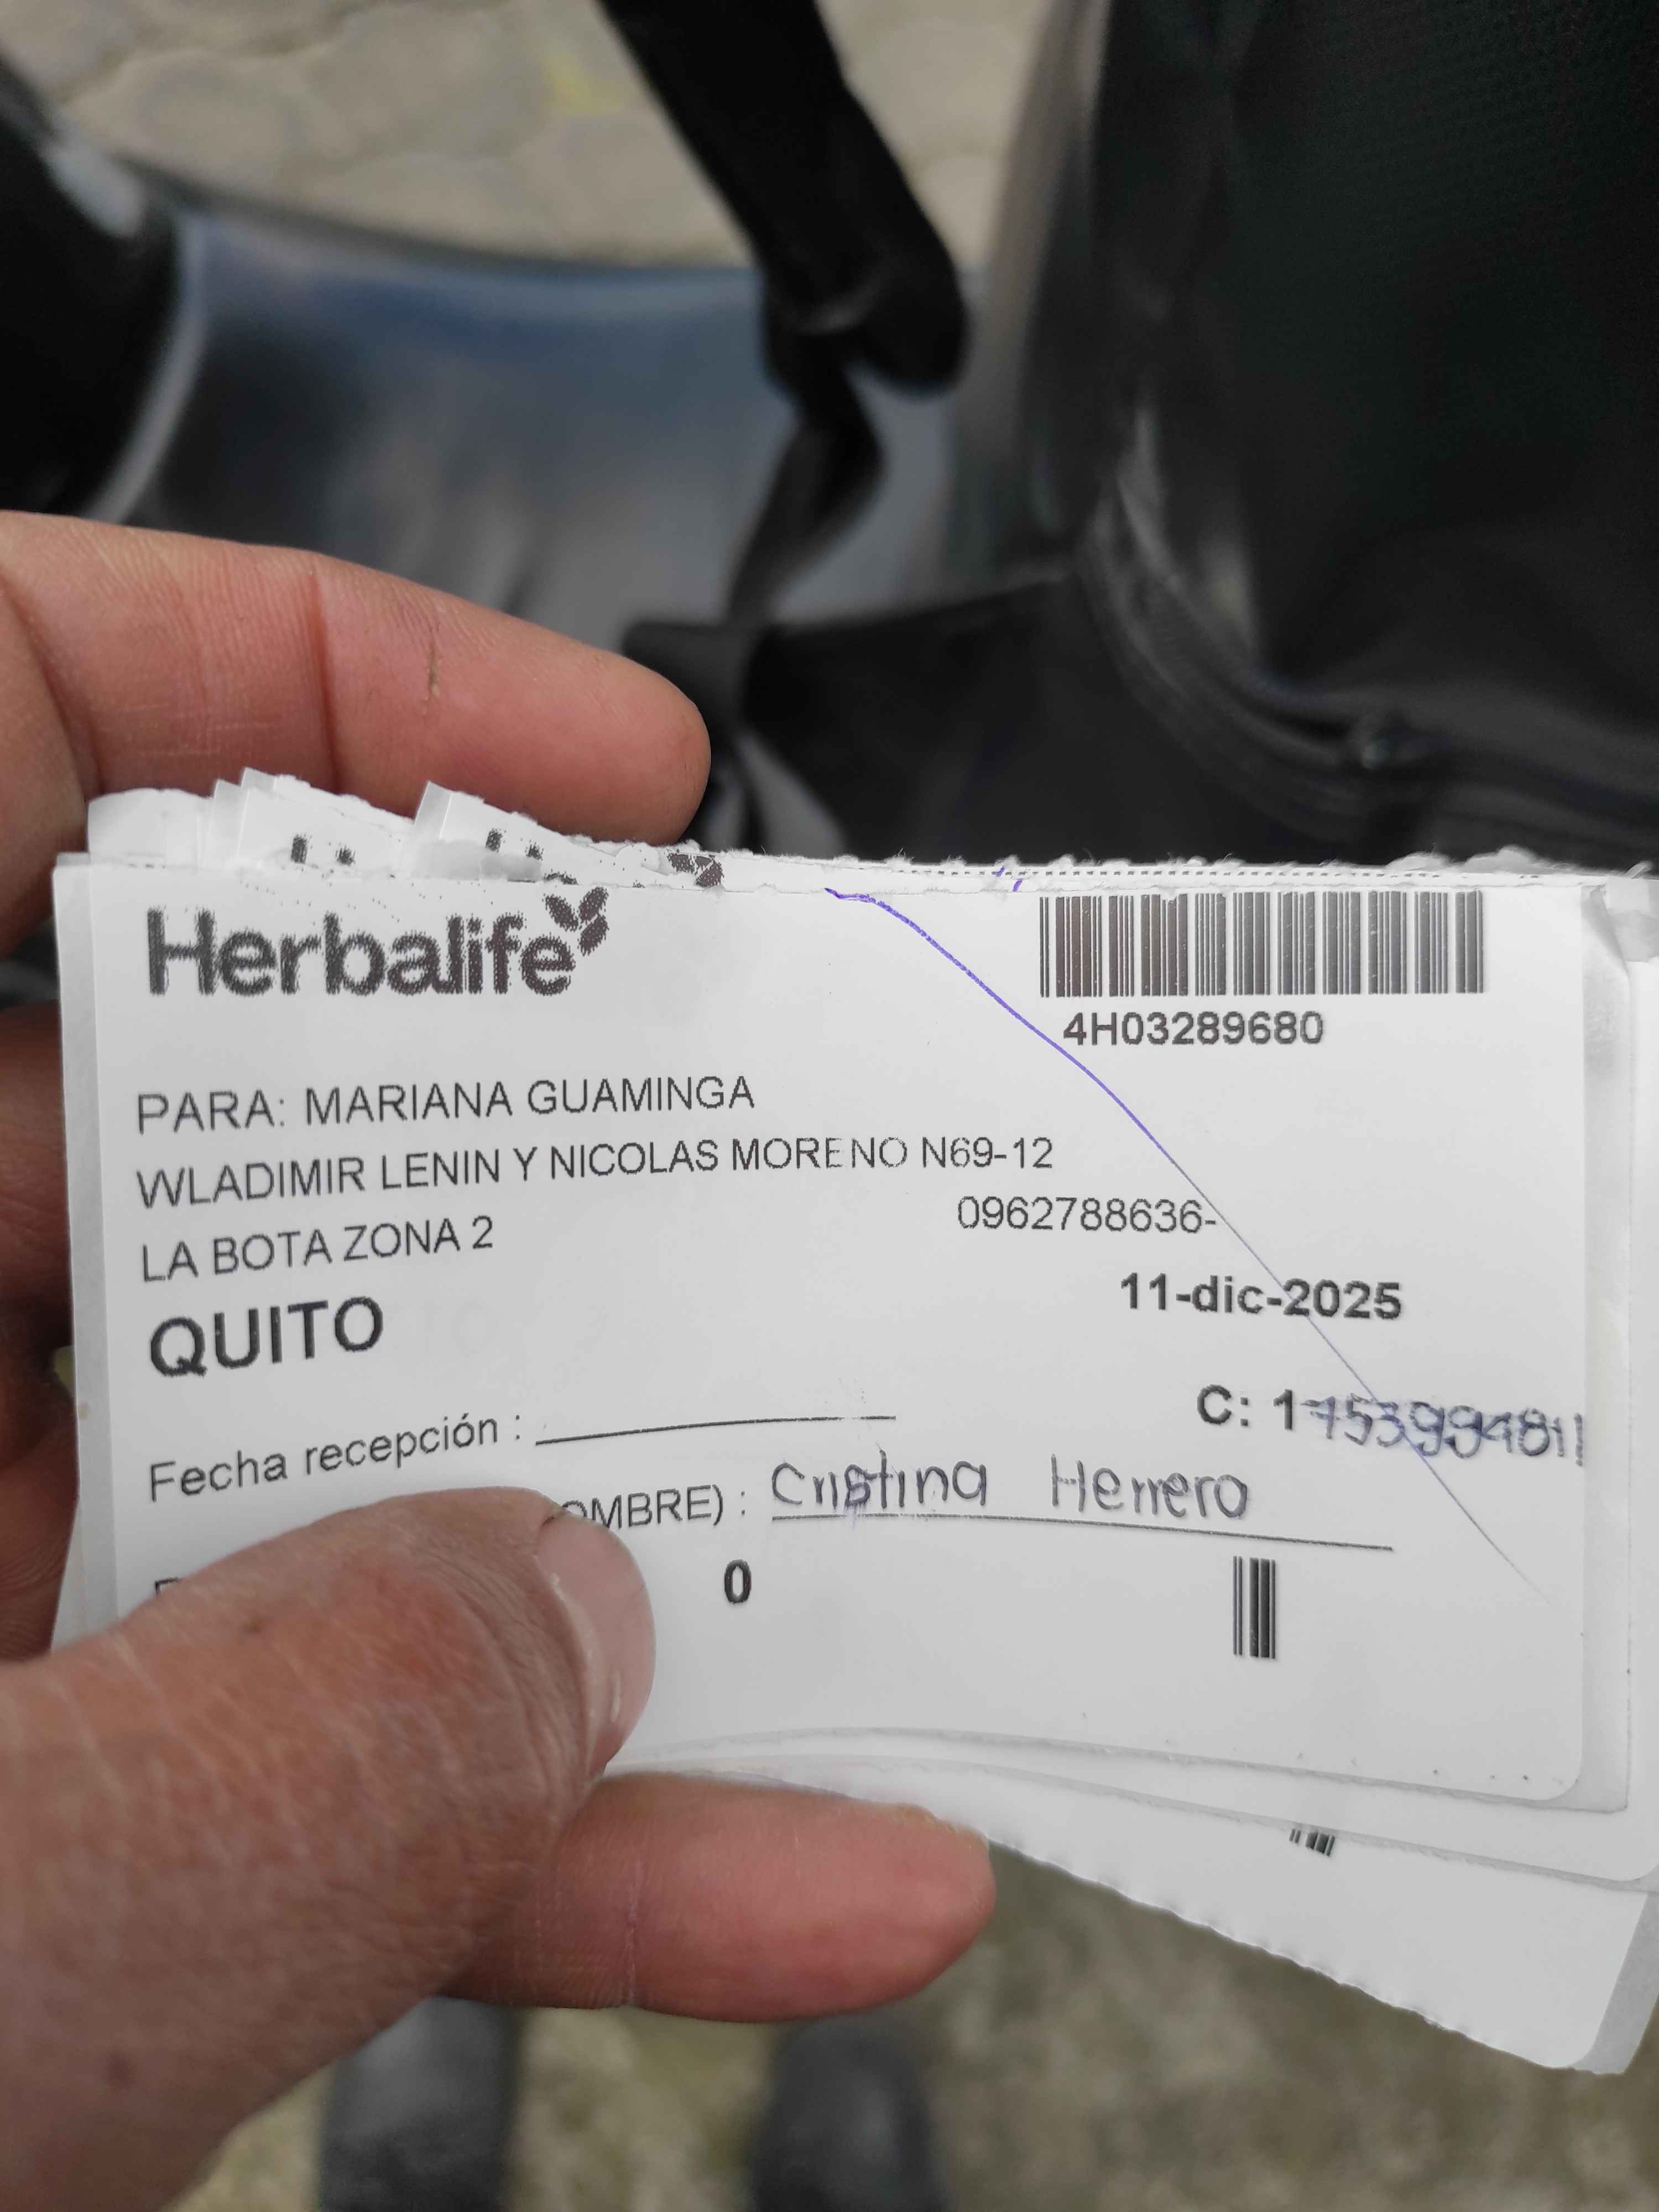 Herbalife
4H03289680
PARA: MARIANA GUAMINGA
WLADIMIR LENIN Y NICOLAS MORENO N69-12
0962788636-
LA BOTA ZONA 2
11-dic-2025
QUITO
C: 1
Fecha recepción :
OMBRE) : Cristina Herrero
0